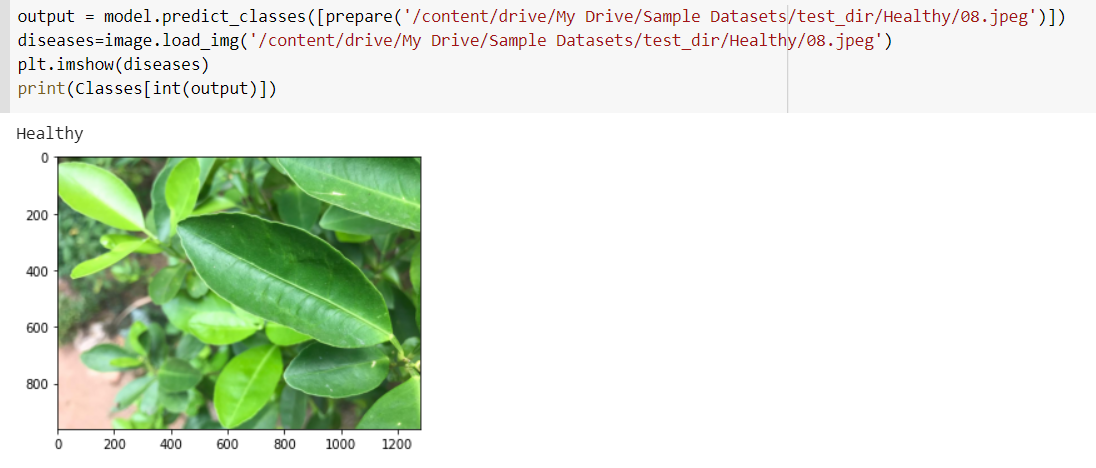 output = model.predict_classes([prepare('/content/drive/My Drive/Sample Datasets/test_dir/Healthy/08.jpeg')])
diseases=image.load_img('/content/drive/My Drive/Sample Datasets/test_dir/Healthy/08.jpeg')
plt.imshow(diseases)
print(Classes[int(output)])
Healthy
0
200
400
600
800
0 200 400 600 800 1000 1200